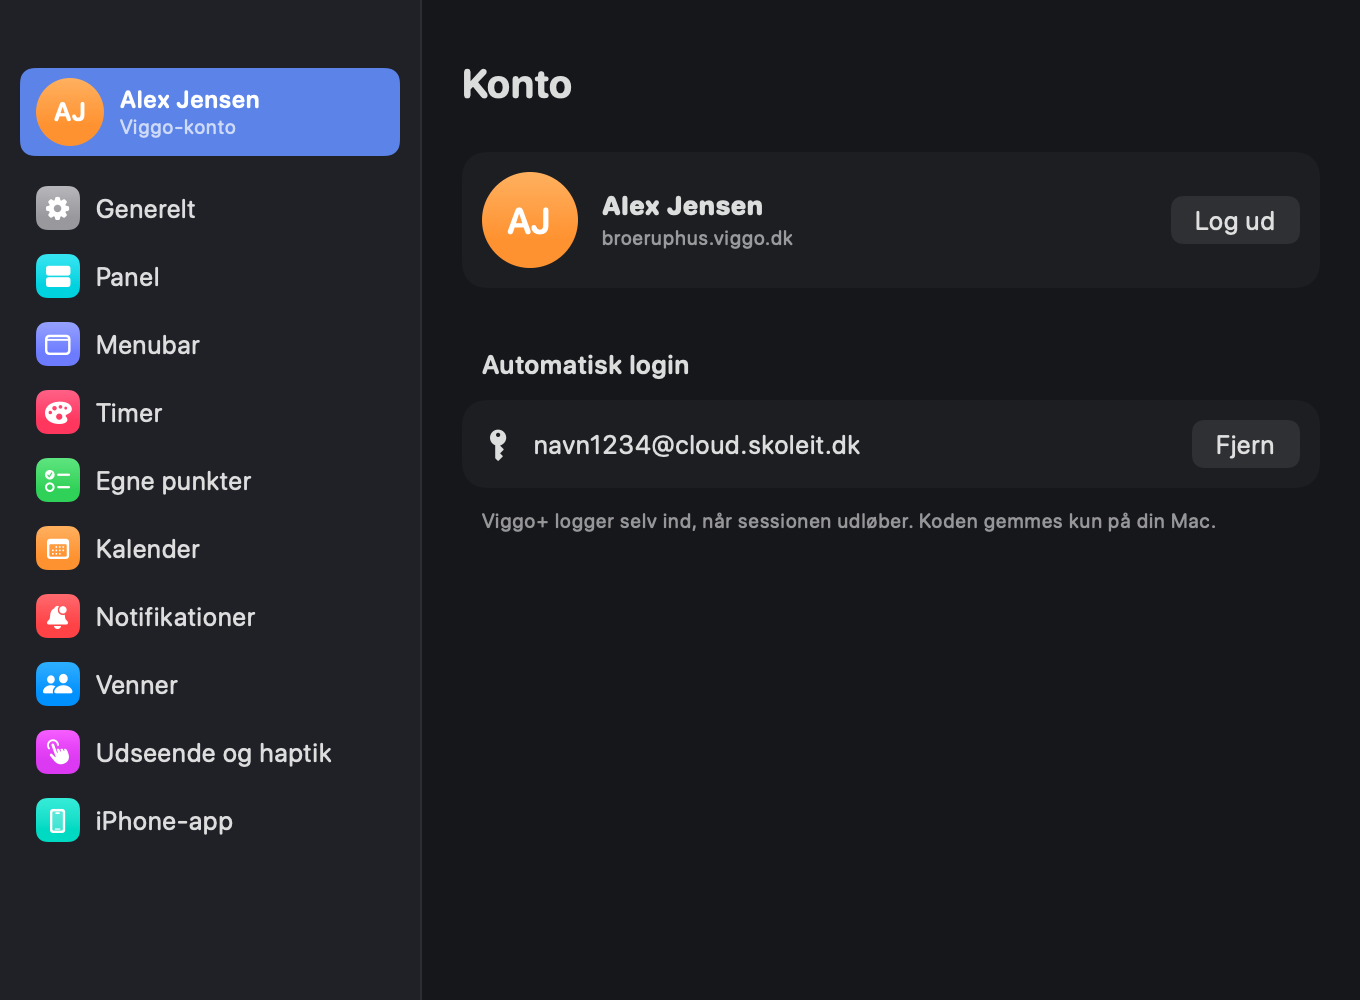 AJ
Alex Jensen
Viggo-konto
Generelt
Panel
Menubar
Timer
Egne punkter
Kalender
Notifikationer
Venner
Udseende og haptik
iPhone-app
Konto
AJ
Alex Jensen
broeruphus.viggo.dk
Log ud
Automatisk login
navn1234@cloud.skoleit.dk
Fjern
Viggo+ logger selv ind, når sessionen udløber. Koden gemmes kun på din Mac.